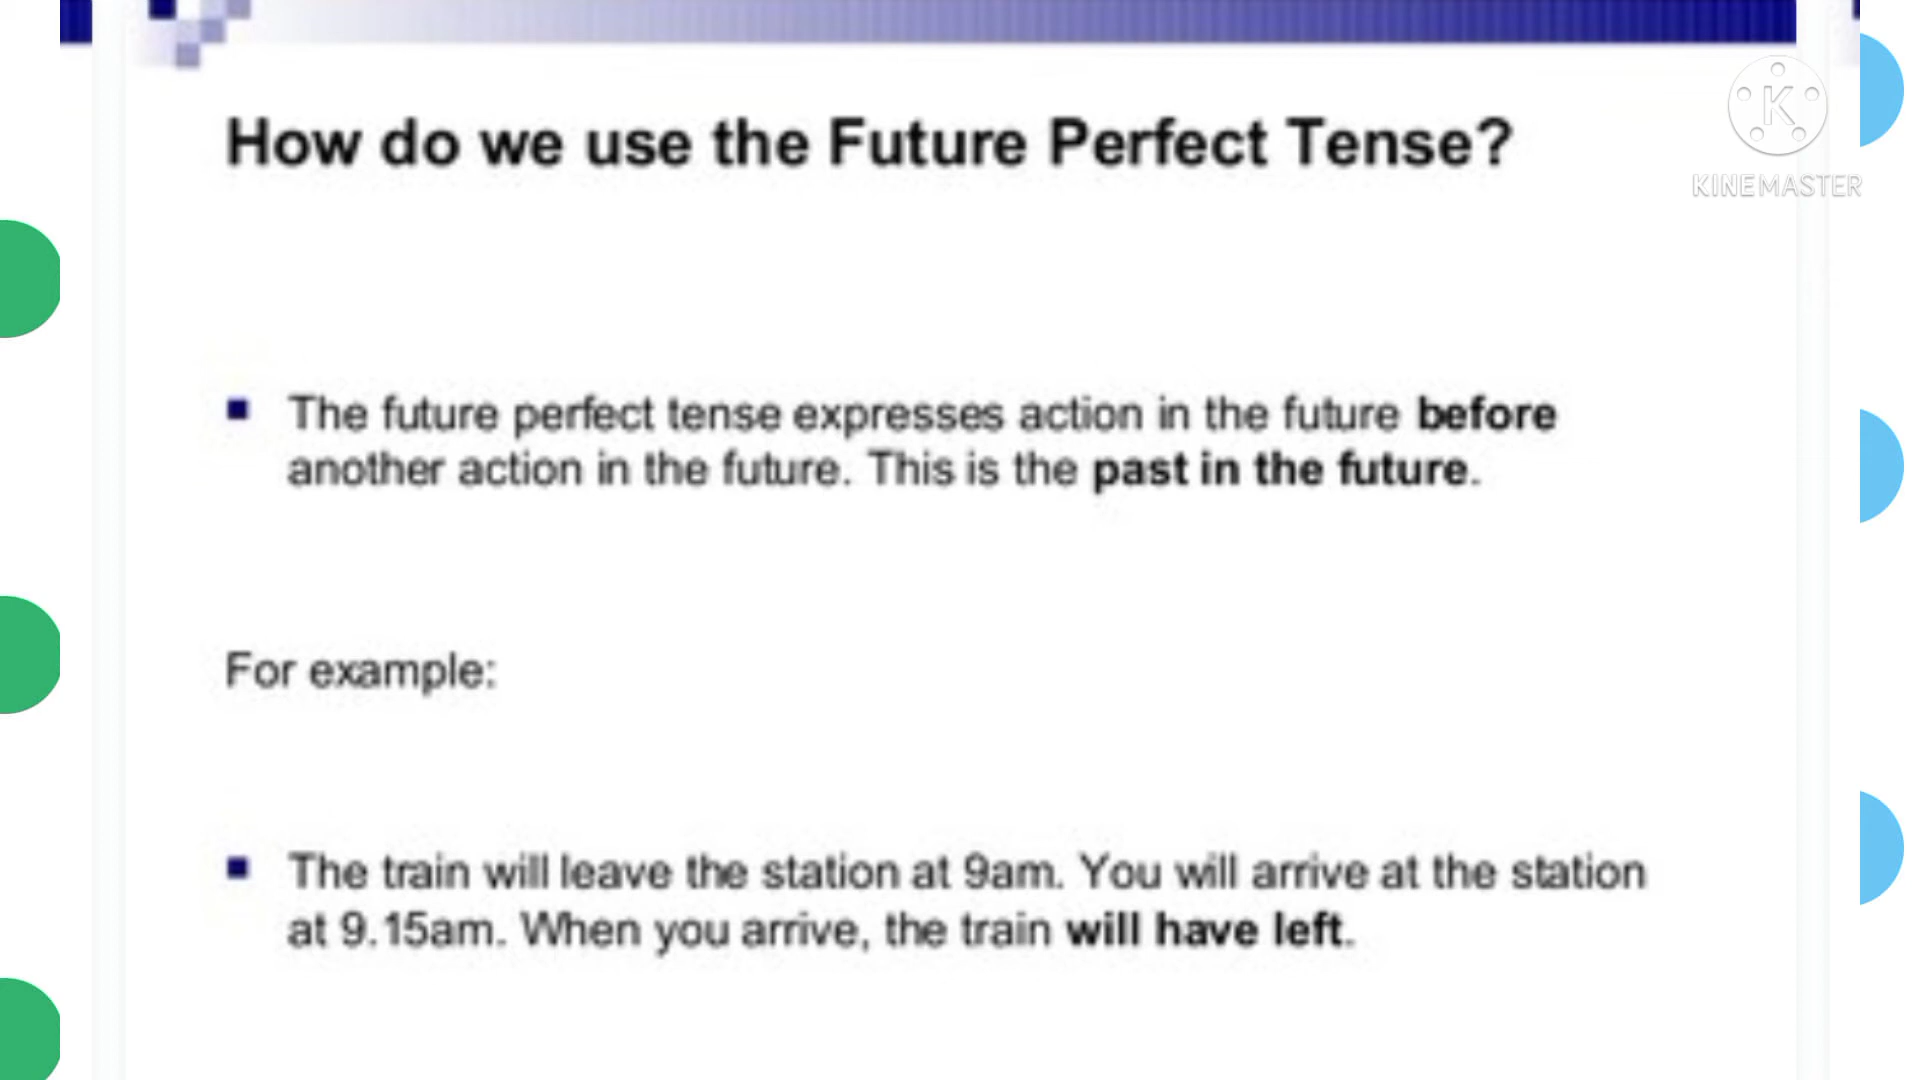 How do we use the Future Perfect Tense?
K
KINEMASTER
The future perfect tense expresses action in the future before
another action in the future. This is the past in the future.
For example:
The train will leave the station at 9am. You will arrive at the station
at 9.15am. When you arrive, the train will have left.